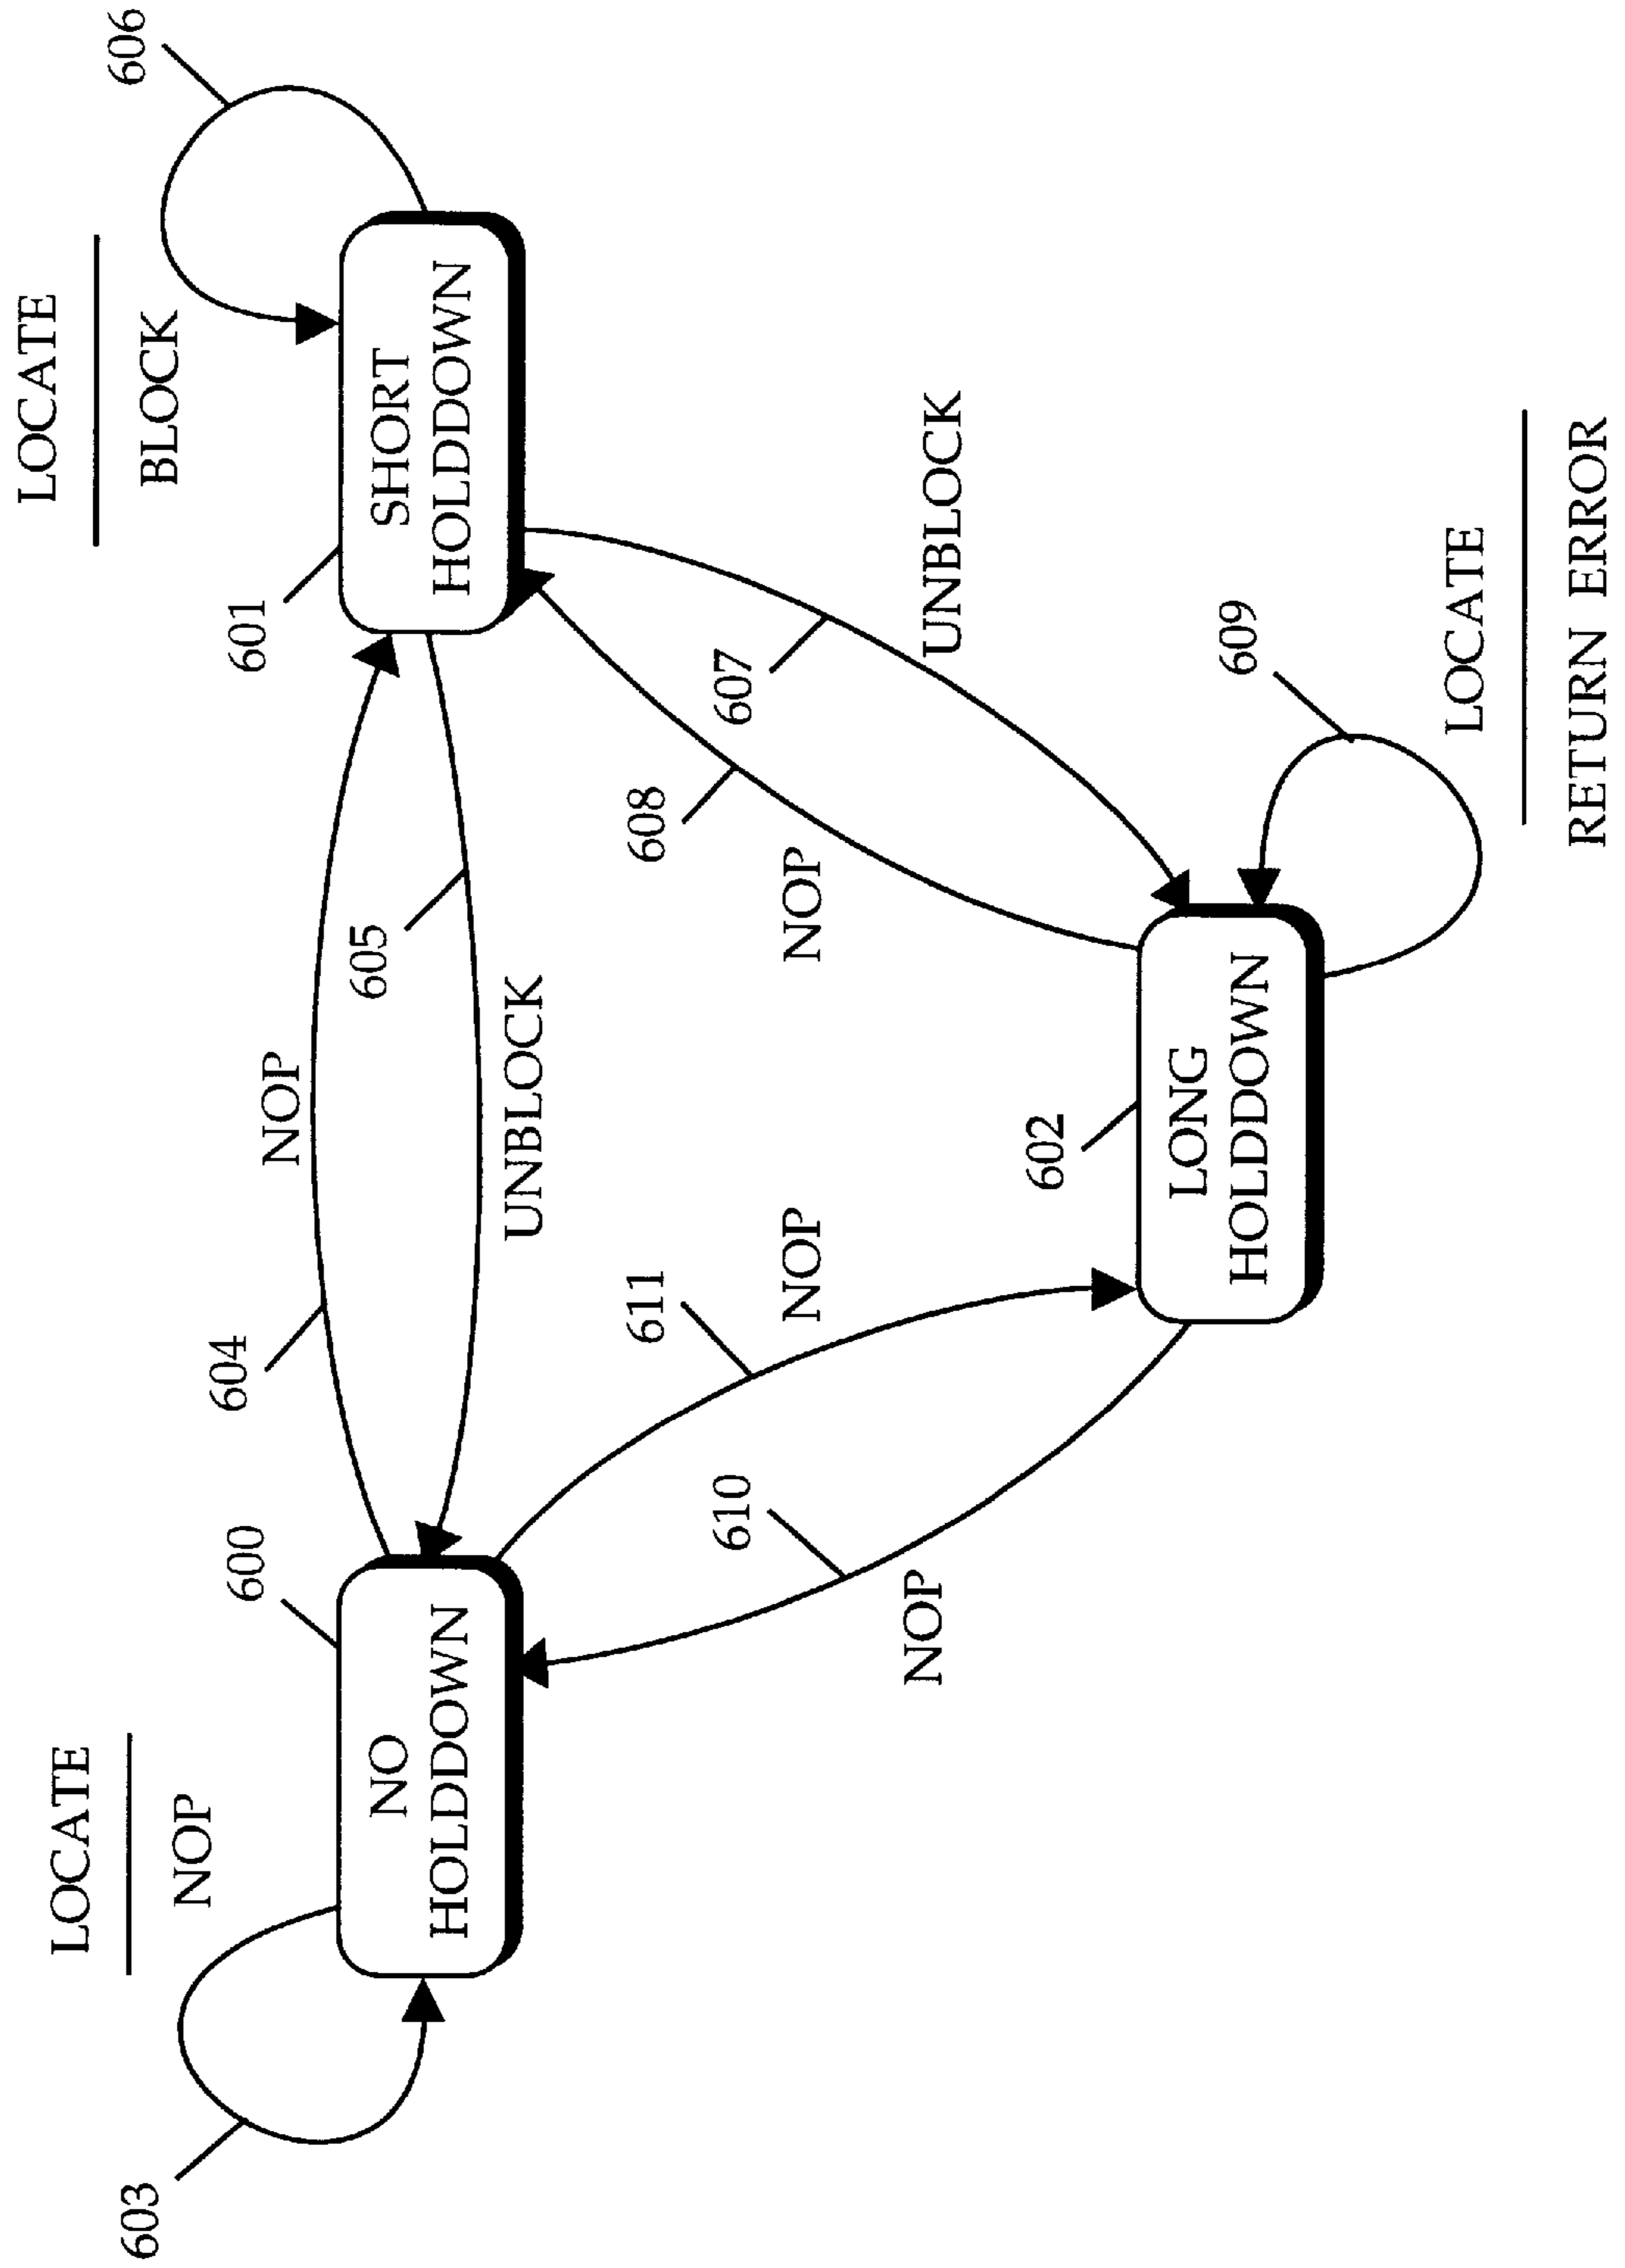 LOCATE
NOP
603
600
NO
HOLDDOWN
604
NOP
605
UNBLOCK
LOCATE
BLOCK
606
601
SHORT
HOLDDOWN
611
NOP
610
NOP
608
NOP
607
UNBLOCK
602
LONG
HOLDDOWN
609
LOCATE
RETURN ERROR